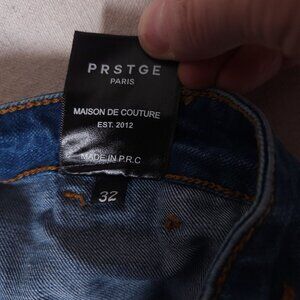 PRSTGE
PARIS
MAISON DE COUTURE
EST. 2012
MADE IN P.R.C
32